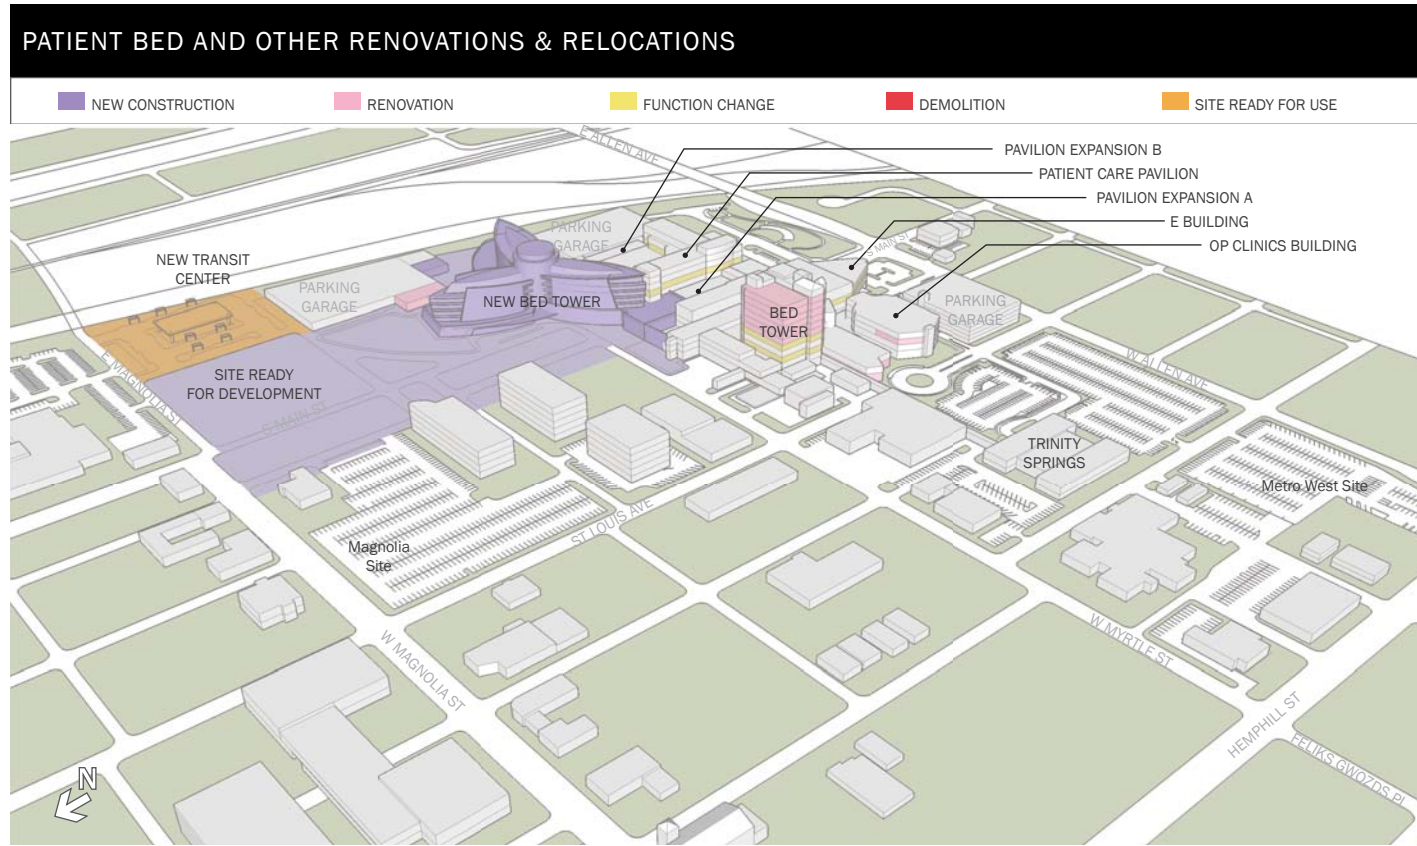 PATIENT BED AND OTHER RENOVATIONS & RELOCATIONS
NEW CONSTRUCTION
RENOVATION
FUNCTION CHANGE
DEMOLITION
SITE READY FOR USE
E ALLEN AVE
PAVILION EXPANSION B
PATIENT CARE PAVILION
PAVILION EXPANSION A
E BUILDING
OP CLINICS BUILDING
PARKING
GARAGE
S MAIN ST
NEW TRANSIT
CENTER
PARKING
GARAGE
NEW BED TOWER
BED
TOWER
PARKING
GARAGE
E MAGNOLIA ST
SITE READY
FOR DEVELOPMENT
S MAIN ST
W ALLEN AVE
TRINITY
SPRINGS
Metro West Site
ST LOUIS AVE
Magnolia
Site
W MAGNOLIA ST
W MYRTLE ST
HEMPHILL ST
FELIKS GWOZDS PL
N